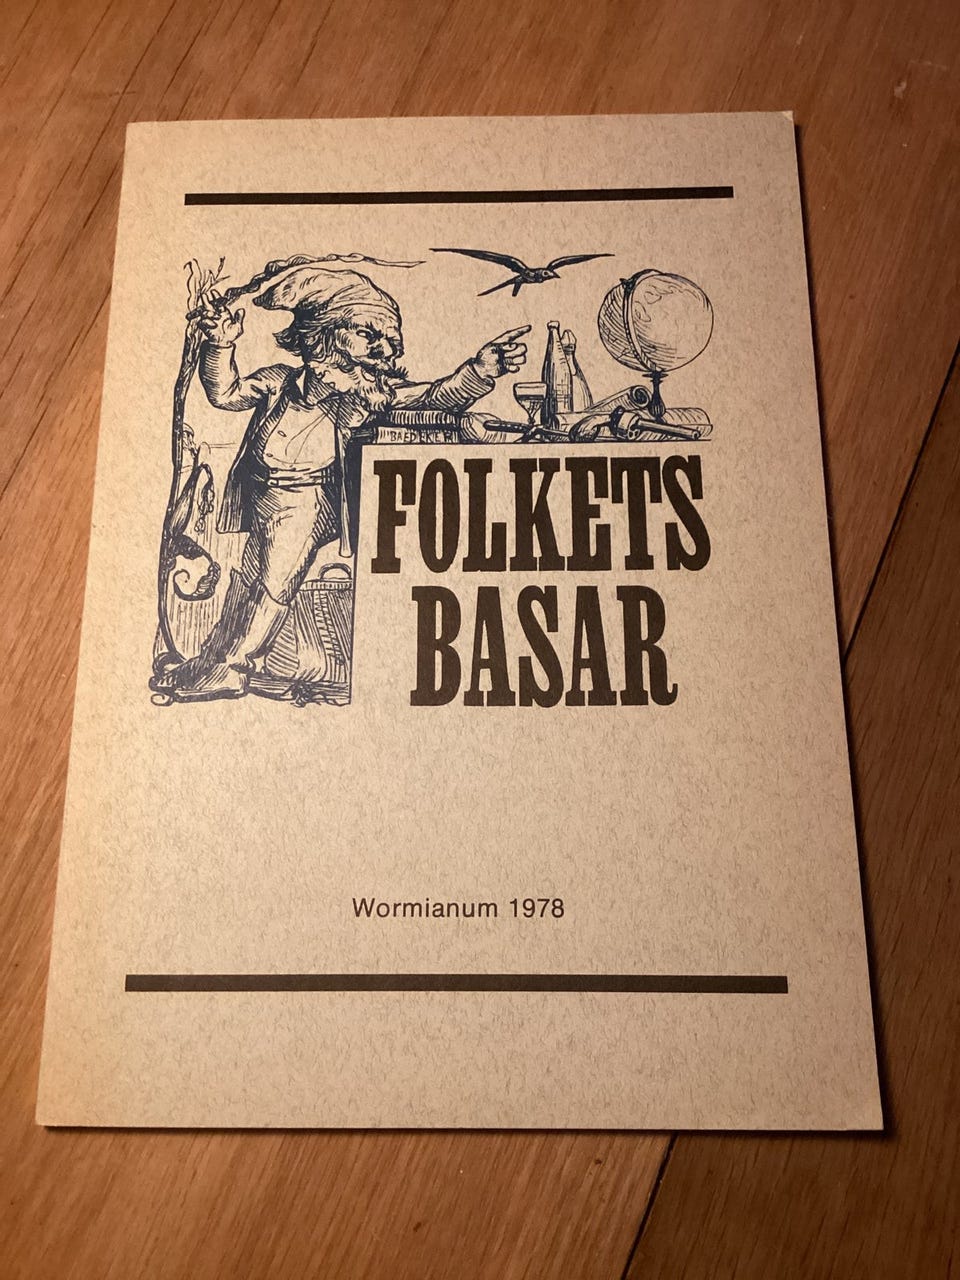 BAEDEKER
FOLKETS
BASAR
Wormianum 1978